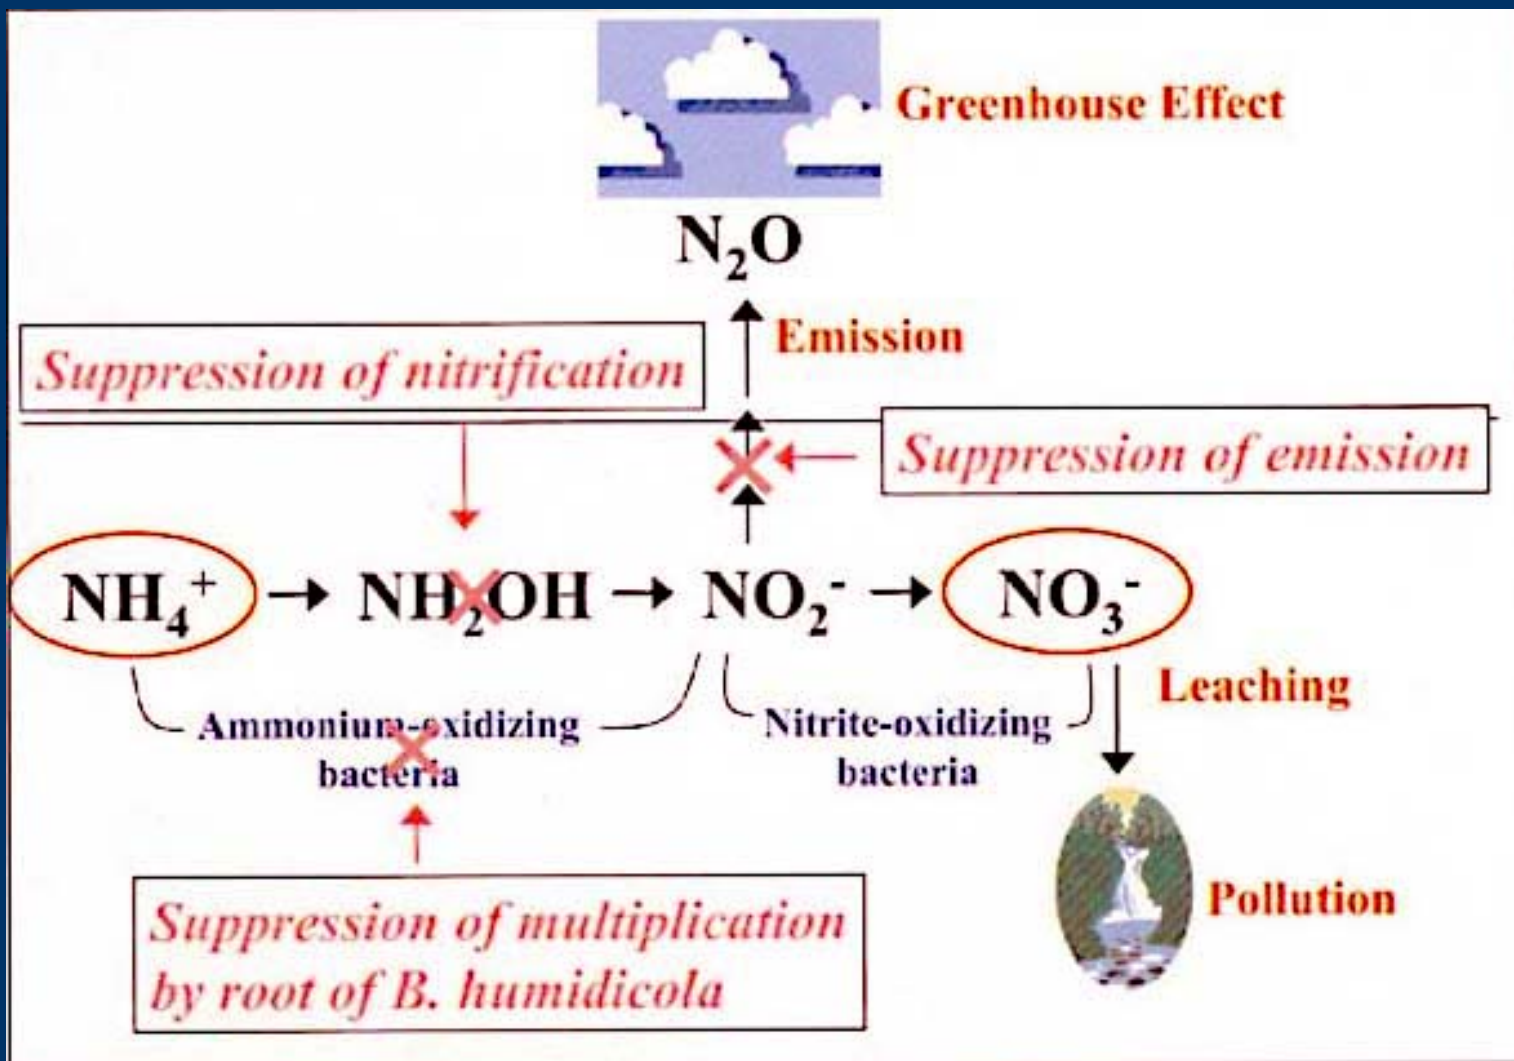 Greenhouse Effect
N₂O
Emission
Suppression of nitrification
Suppression of emission
NH₄⁺ → NH₂OH → NO₂⁻ → NO₃⁻
Leaching
Ammonium-oxidizing
bacteria
Nitrite-oxidizing
bacteria
Pollution
Suppression of multiplication
by root of B. humidicola